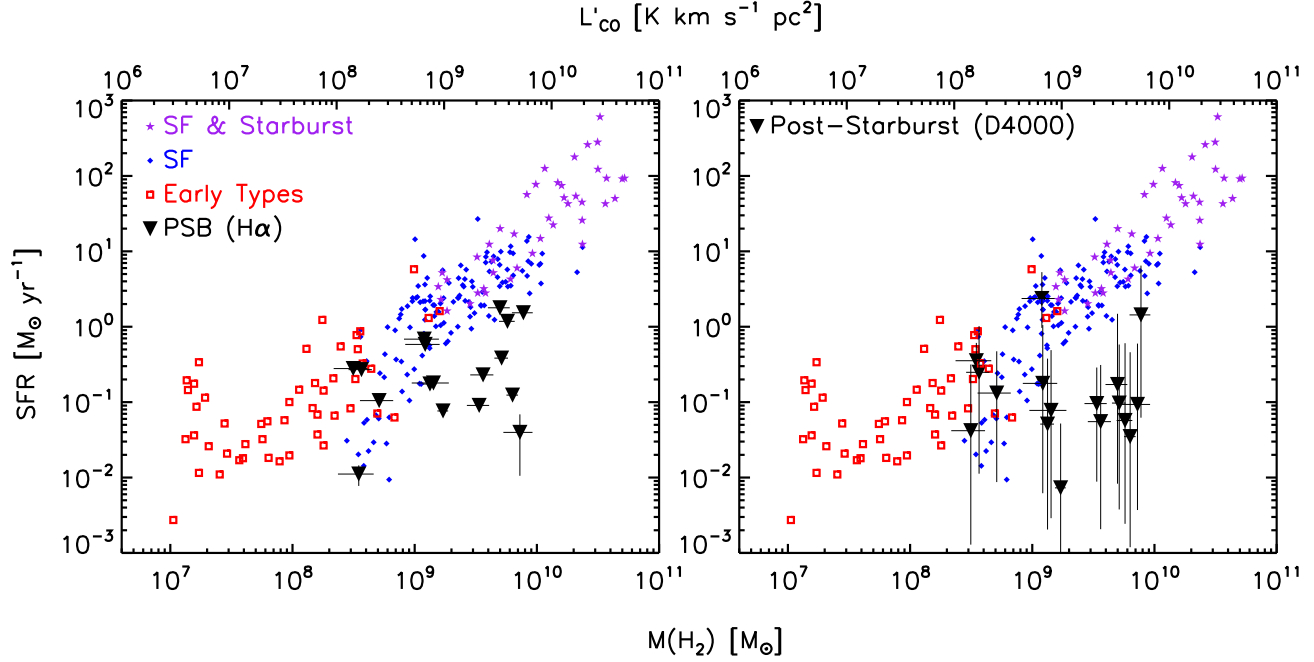 L'CO [K km s⁻¹ pc²]
10⁶ 10⁷ 10⁸ 10⁹ 10¹⁰ 10¹¹
10⁶ 10⁷ 10⁸ 10⁹ 10¹⁰ 10¹¹
10³
10²
10¹
10⁰
10⁻¹
10⁻²
10⁻³
SFR [M⊙ yr⁻¹]
SF & Starburst
SF
Early Types
PSB (Hα)
Post-Starburst (D4000)
10⁷ 10⁸ 10⁹ 10¹⁰ 10¹¹
10⁷ 10⁸ 10⁹ 10¹⁰ 10¹¹
M(H₂) [M⊙]